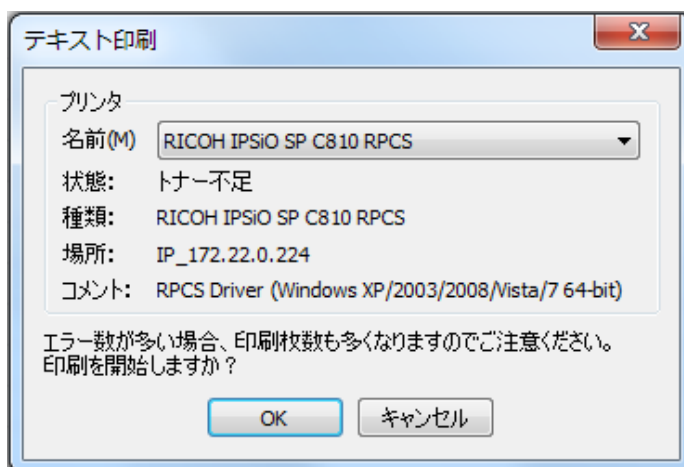 テキスト印刷
プリンタ
名前(M) RICOH IPSiO SP C810 RPCS
状態: トナー不足
種類: RICOH IPSiO SP C810 RPCS
場所: IP_172.22.0.224
コメント: RPCS Driver (Windows XP/2003/2008/Vista/7 64-bit)
エラー数が多い場合、印刷枚数も多くなりますのでご注意ください。
印刷を開始しますか？
OK キャンセル